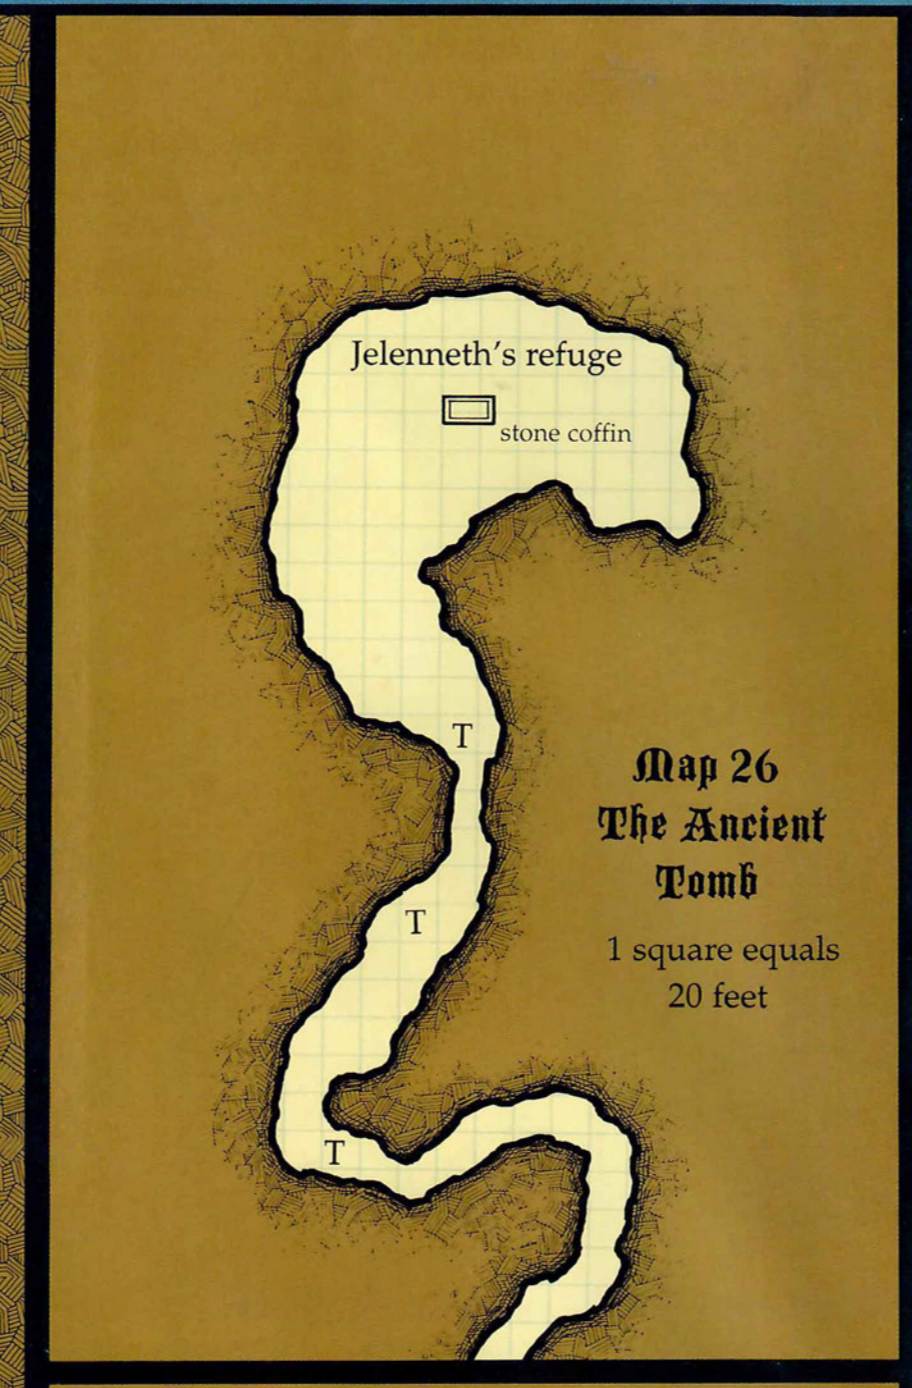 Jelenneth's refuge
stone coffin
T
Map 26
The Ancient
Tomb
T
1 square equals
20 feet
T